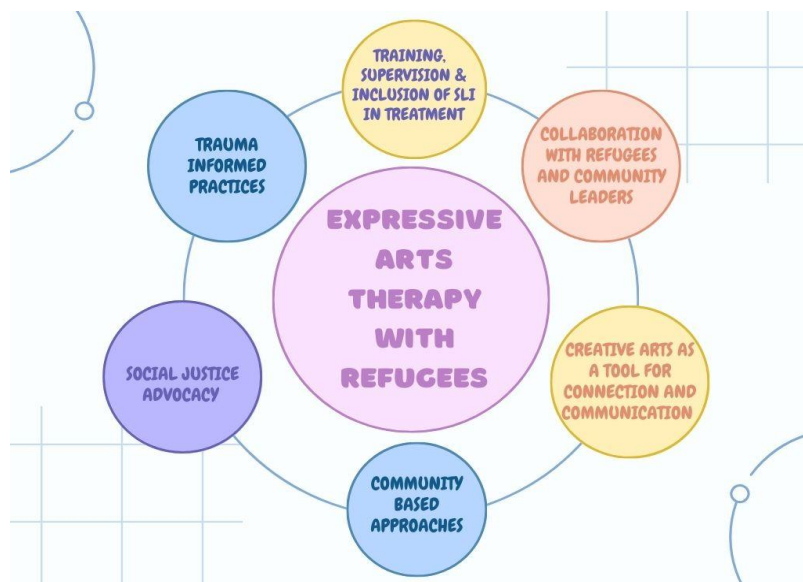 TRAINING,
SUPERVISION &
INCLUSION OF SLI
IN TREATMENT
COLLABORATION
WITH REFUGEES
AND COMMUNITY
LEADERS
CREATIVE ARTS AS
A TOOL FOR
CONNECTION AND
COMMUNICATION
COMMUNITY
BASED
APPROACHES
SOCIAL JUSTICE
ADVOCACY
TRAUMA
INFORMED
PRACTICES
EXPRESSIVE
ARTS
THERAPY
WITH
REFUGEES